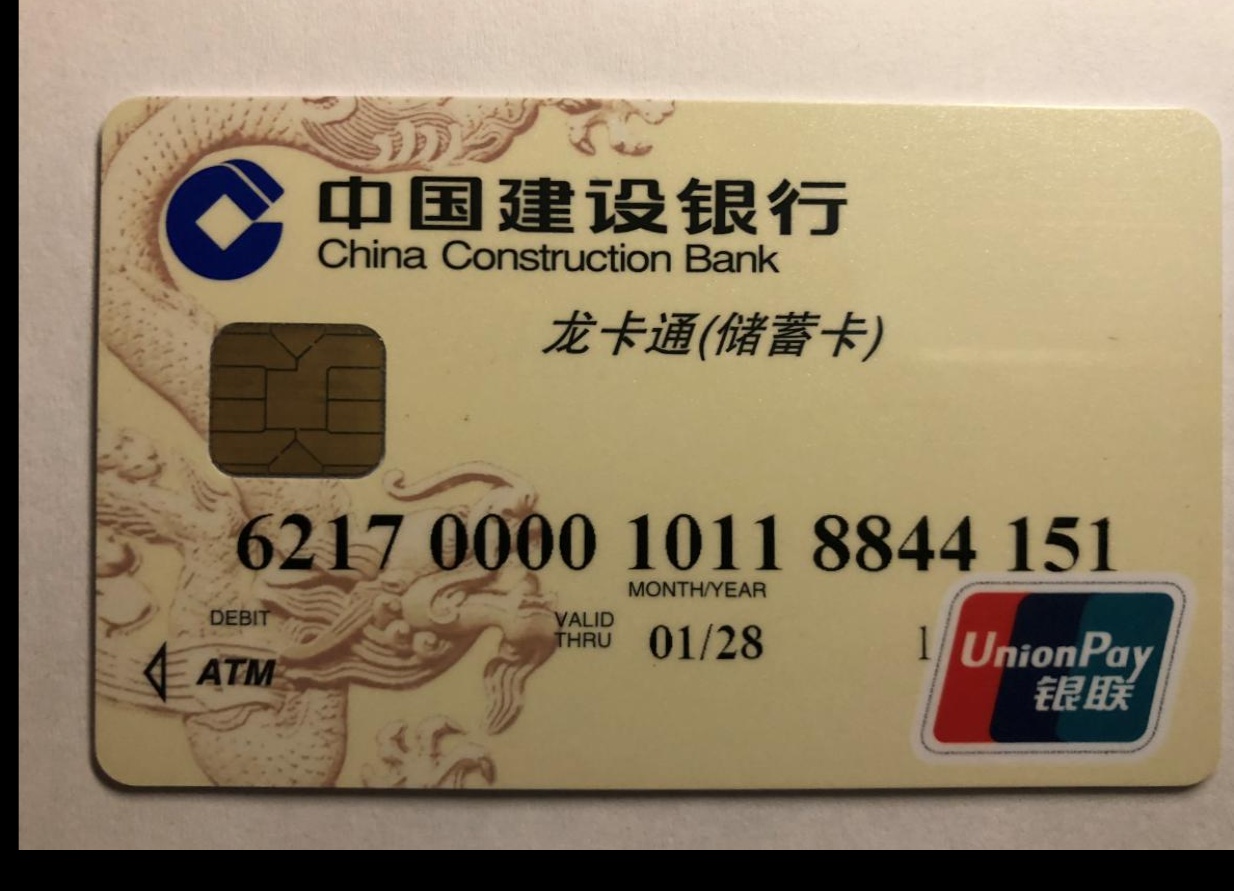 中国建设银行
China Construction Bank
龙卡通(储蓄卡)
6217 0000 1011 8844 151
MONTH/YEAR
DEBIT
VALID
THRU
01/28
1
ATM
UnionPay
银联